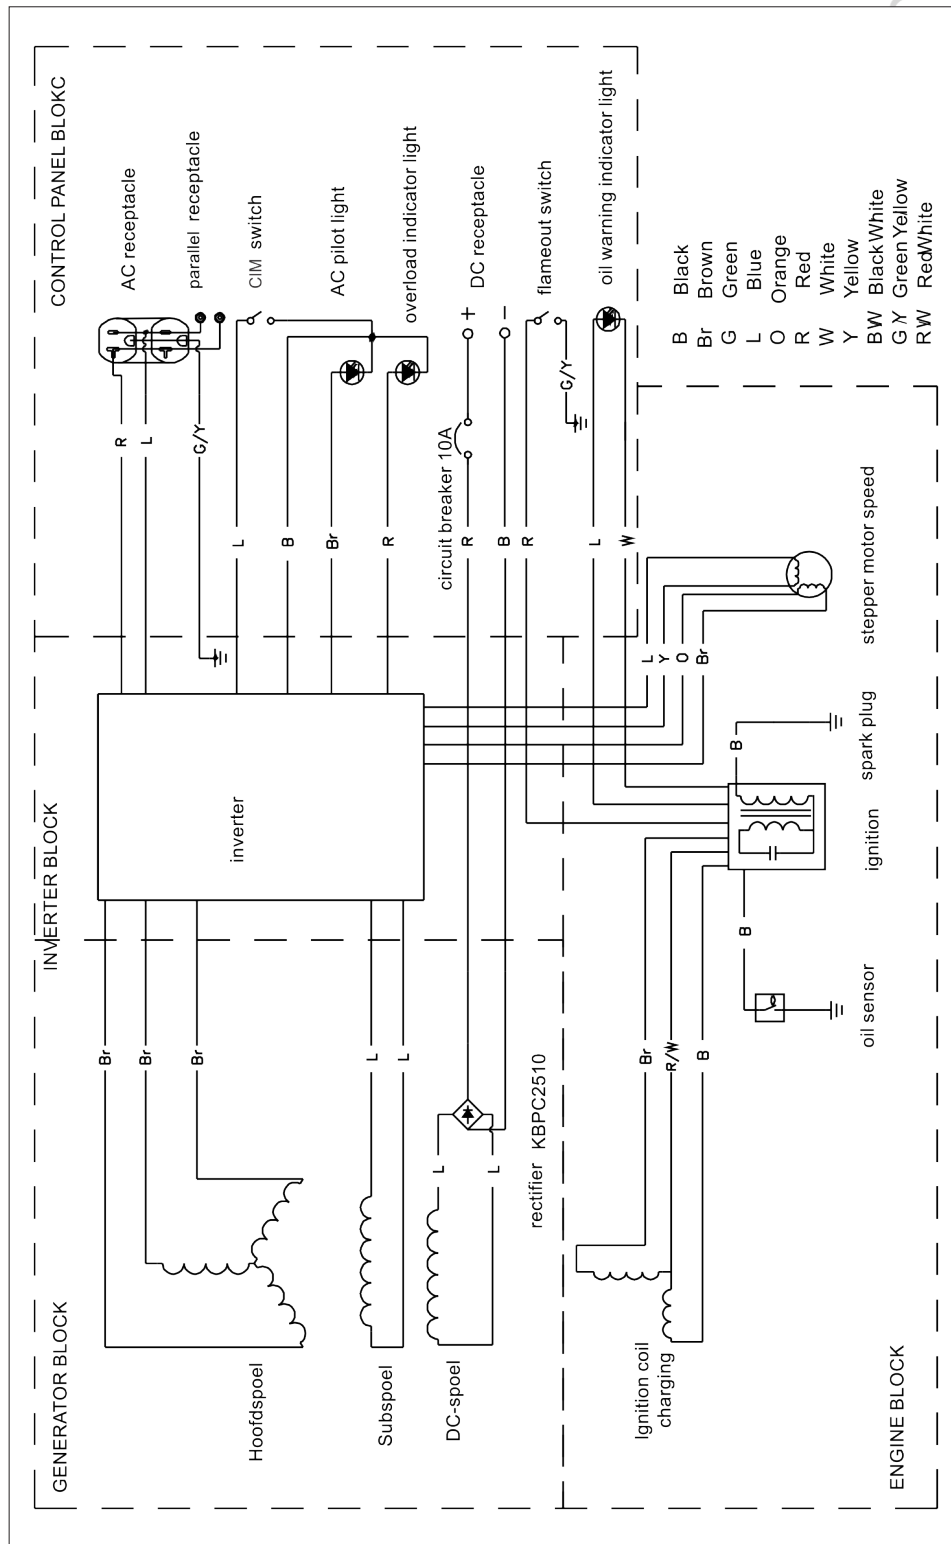 CONTROL PANEL BLOKC
AC receptacle
parallel receptacle
CIM switch
AC pilot light
overload indicator light
DC receptacle
+
−
flameout switch
oil warning indicator light
R
L
G/Y
L
B
Br
R
circuit breaker 10A
R
B
R
G/Y
L
W
B Black
Br Brown
G Green
L Blue
O Orange
R Red
W White
Y Yellow
BW Black White
G/Y Green Yellow
R/W Red White
INVERTER BLOCK
inverter
L
Y
O
Br
stepper motor speed
B
spark plug
ignition
B
oil sensor
GENERATOR BLOCK
Br
Br
Br
L
L
L
L
rectifier KBPC2510
Hoofdspoel
Subspoel
DC-spoel
ENGINE BLOCK
Br
R/W
B
Ignition coil
charging